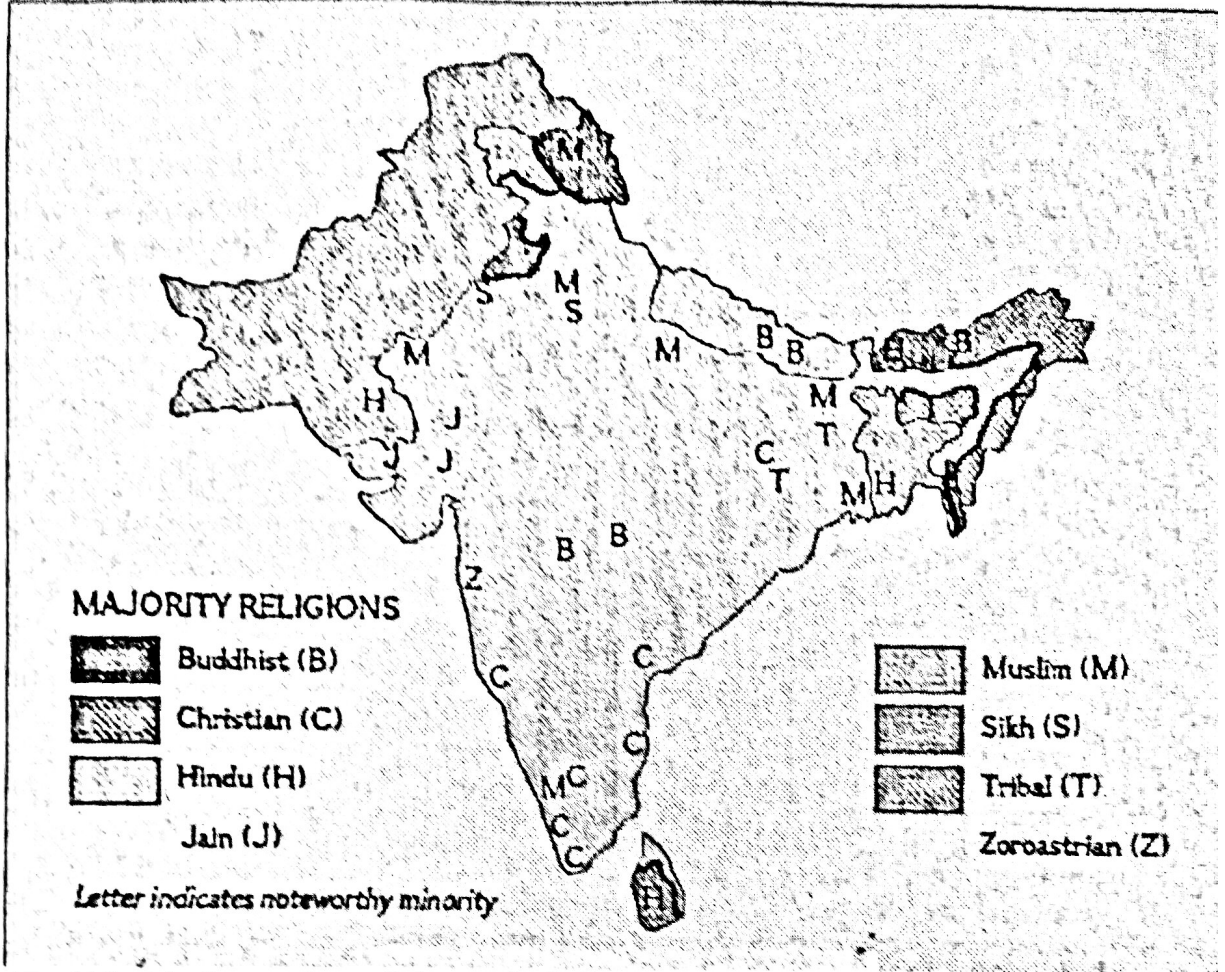 M
M
S
S
M
M
B
B
B
H
J
J
J
M
T
C
T
M
H
B
B
Z
C
C
C
M
C
C
C
H
MAJORITY RELIGIONS
Buddhist (B)
Christian (C)
Hindu (H)
Jain (J)
Letter indicates noteworthy minority
Muslim (M)
Sikh (S)
Tribal (T)
Zoroastrian (Z)